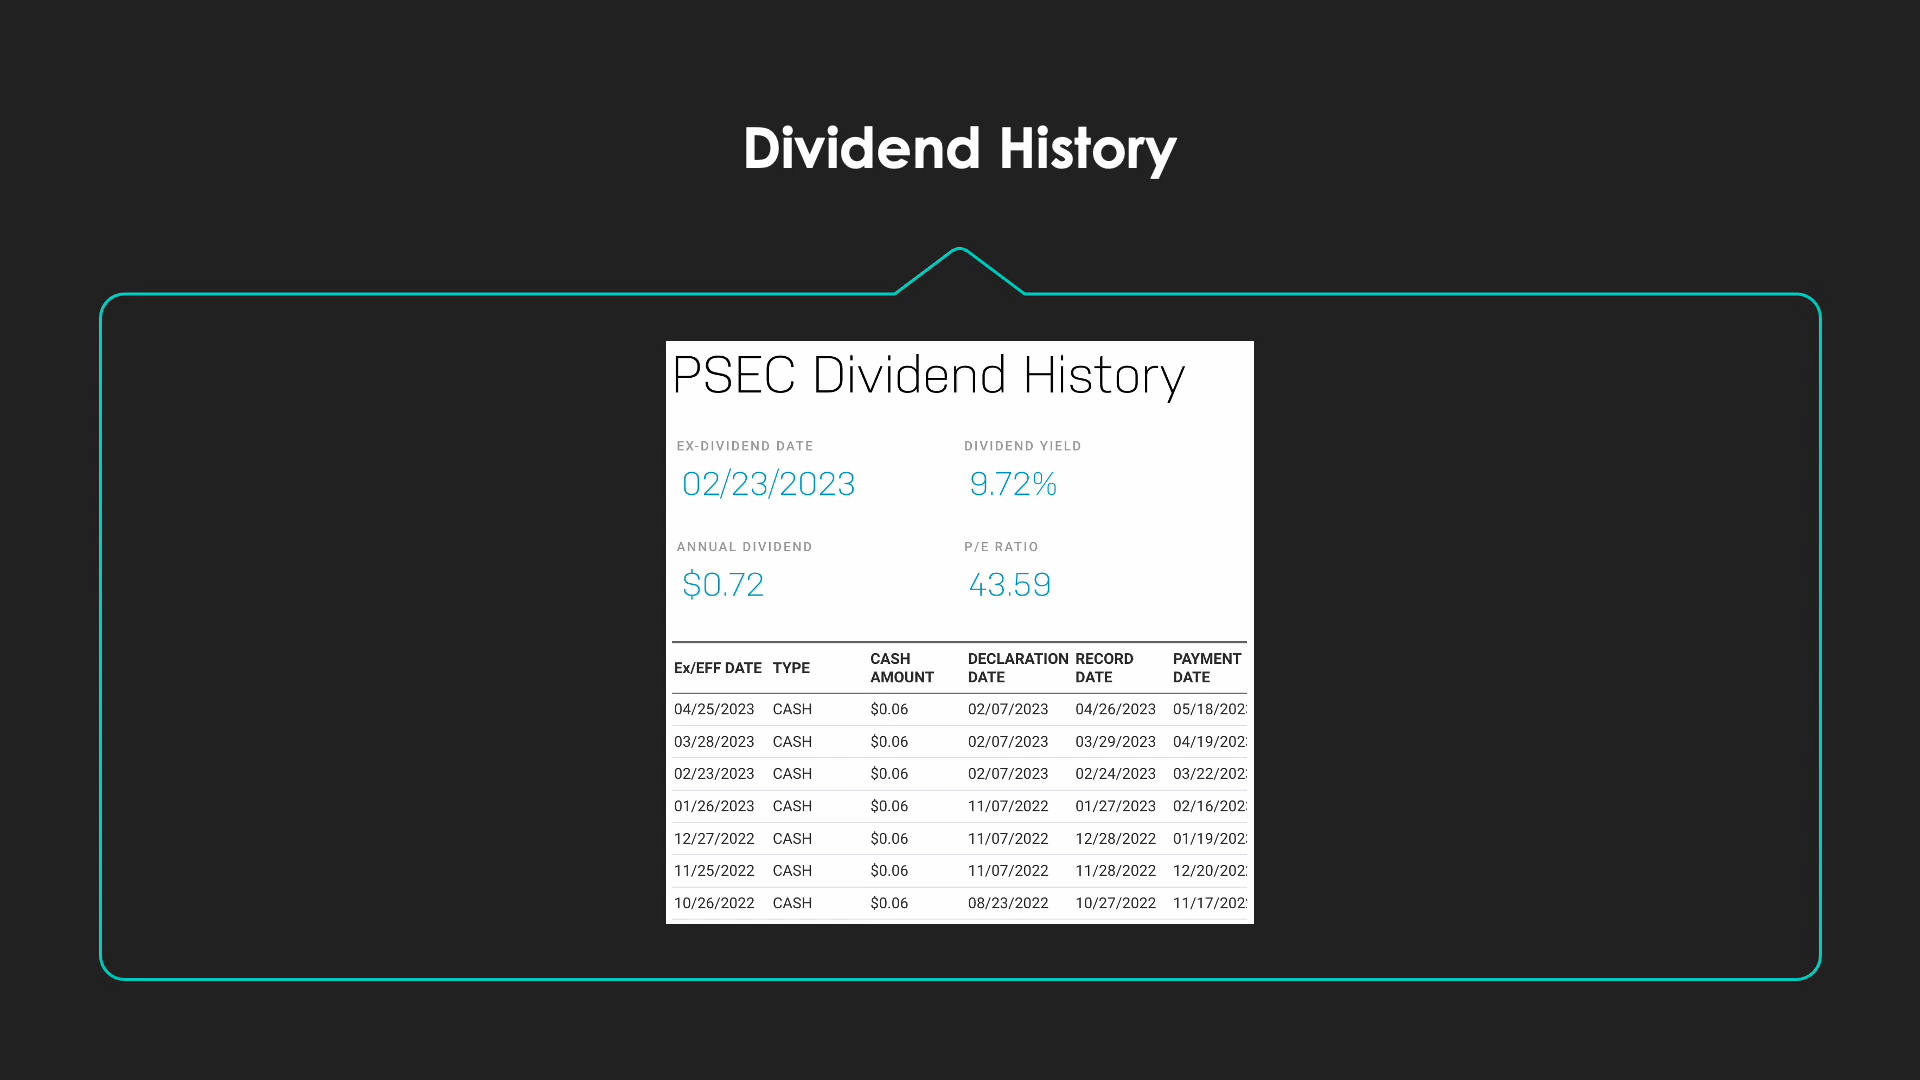 Dividend History
PSEC Dividend History
EX-DIVIDEND DATE DIVIDEND YIELD
02/23/2023 9.72%
ANNUAL DIVIDEND P/E RATIO
$0.72 43.59
Ex/EFF DATE TYPE CASH AMOUNT DECLARATION DATE RECORD DATE PAYMENT DATE
04/25/2023 CASH $0.06 02/07/2023 04/26/2023 05/18/202
03/28/2023 CASH $0.06 02/07/2023 03/29/2023 04/19/202
02/23/2023 CASH $0.06 02/07/2023 02/24/2023 03/22/202
01/26/2023 CASH $0.06 11/07/2022 01/27/2023 02/16/202
12/27/2022 CASH $0.06 11/07/2022 12/28/2022 01/19/202
11/25/2022 CASH $0.06 11/07/2022 11/28/2022 12/20/202
10/26/2022 CASH $0.06 08/23/2022 10/27/2022 11/17/202